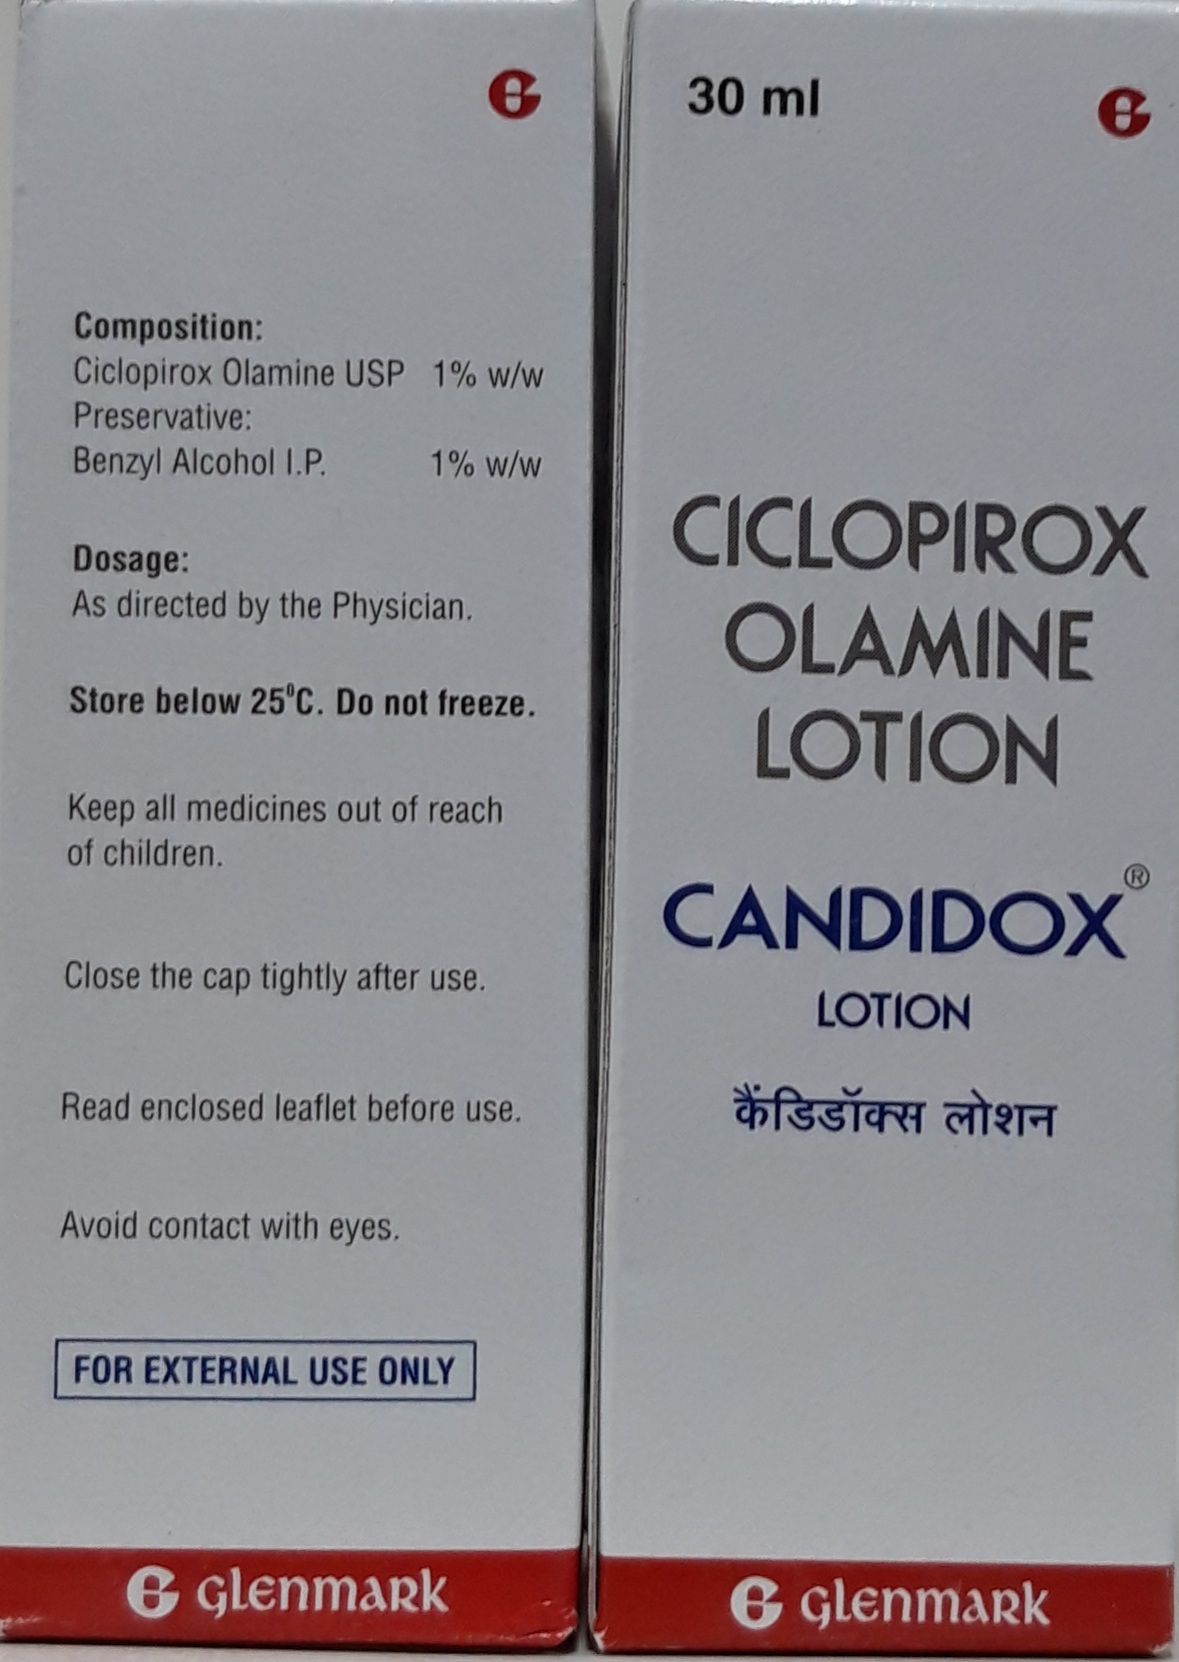 Composition:
Ciclopirox Olamine USP 1% w/w
Preservative:
Benzyl Alcohol I.P. 1% w/w
Dosage:
As directed by the Physician.
Store below 25⁰C. Do not freeze.
Keep all medicines out of reach
of children.
Close the cap tightly after use.
Read enclosed leaflet before use.
Avoid contact with eyes.
FOR EXTERNAL USE ONLY
glenmark
30 ml
CICLOPIROX
OLAMINE
LOTION
CANDIDOX®
LOTION
कैंडिडॉक्स लोशन
glenmark